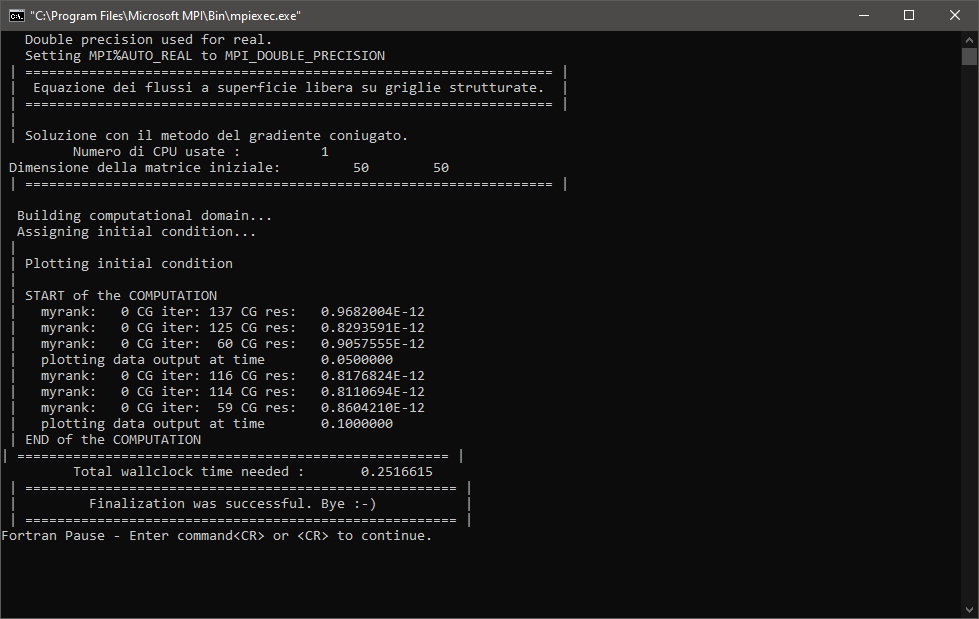 "C:\Program Files\Microsoft MPI\Bin\mpiexec.exe"
Double precision used for real.
Setting MPI%AUTO_REAL to MPI_DOUBLE_PRECISION
| ================================================================== |
| Equazione dei flussi a superficie libera su griglie strutturate. |
| ================================================================== |
|
| Soluzione con il metodo del gradiente coniugato.
Numero di CPU usate : 1
Dimensione della matrice iniziale: 50 50
| ================================================================== |
Building computational domain...
Assigning initial condition...
|
| Plotting initial condition
|
| START of the COMPUTATION
| myrank: 0 CG iter: 137 CG res: 0.9682004E-12
| myrank: 0 CG iter: 125 CG res: 0.8293591E-12
| myrank: 0 CG iter: 60 CG res: 0.9057555E-12
| plotting data output at time 0.0500000
| myrank: 0 CG iter: 116 CG res: 0.8176824E-12
| myrank: 0 CG iter: 114 CG res: 0.8110694E-12
| myrank: 0 CG iter: 59 CG res: 0.8604210E-12
| plotting data output at time 0.1000000
| END of the COMPUTATION
| ====================================================== |
Total wallclock time needed : 0.2516615
| ====================================================== |
| Finalization was successful. Bye :-) |
| ====================================================== |
Fortran Pause - Enter command<CR> or <CR> to continue.